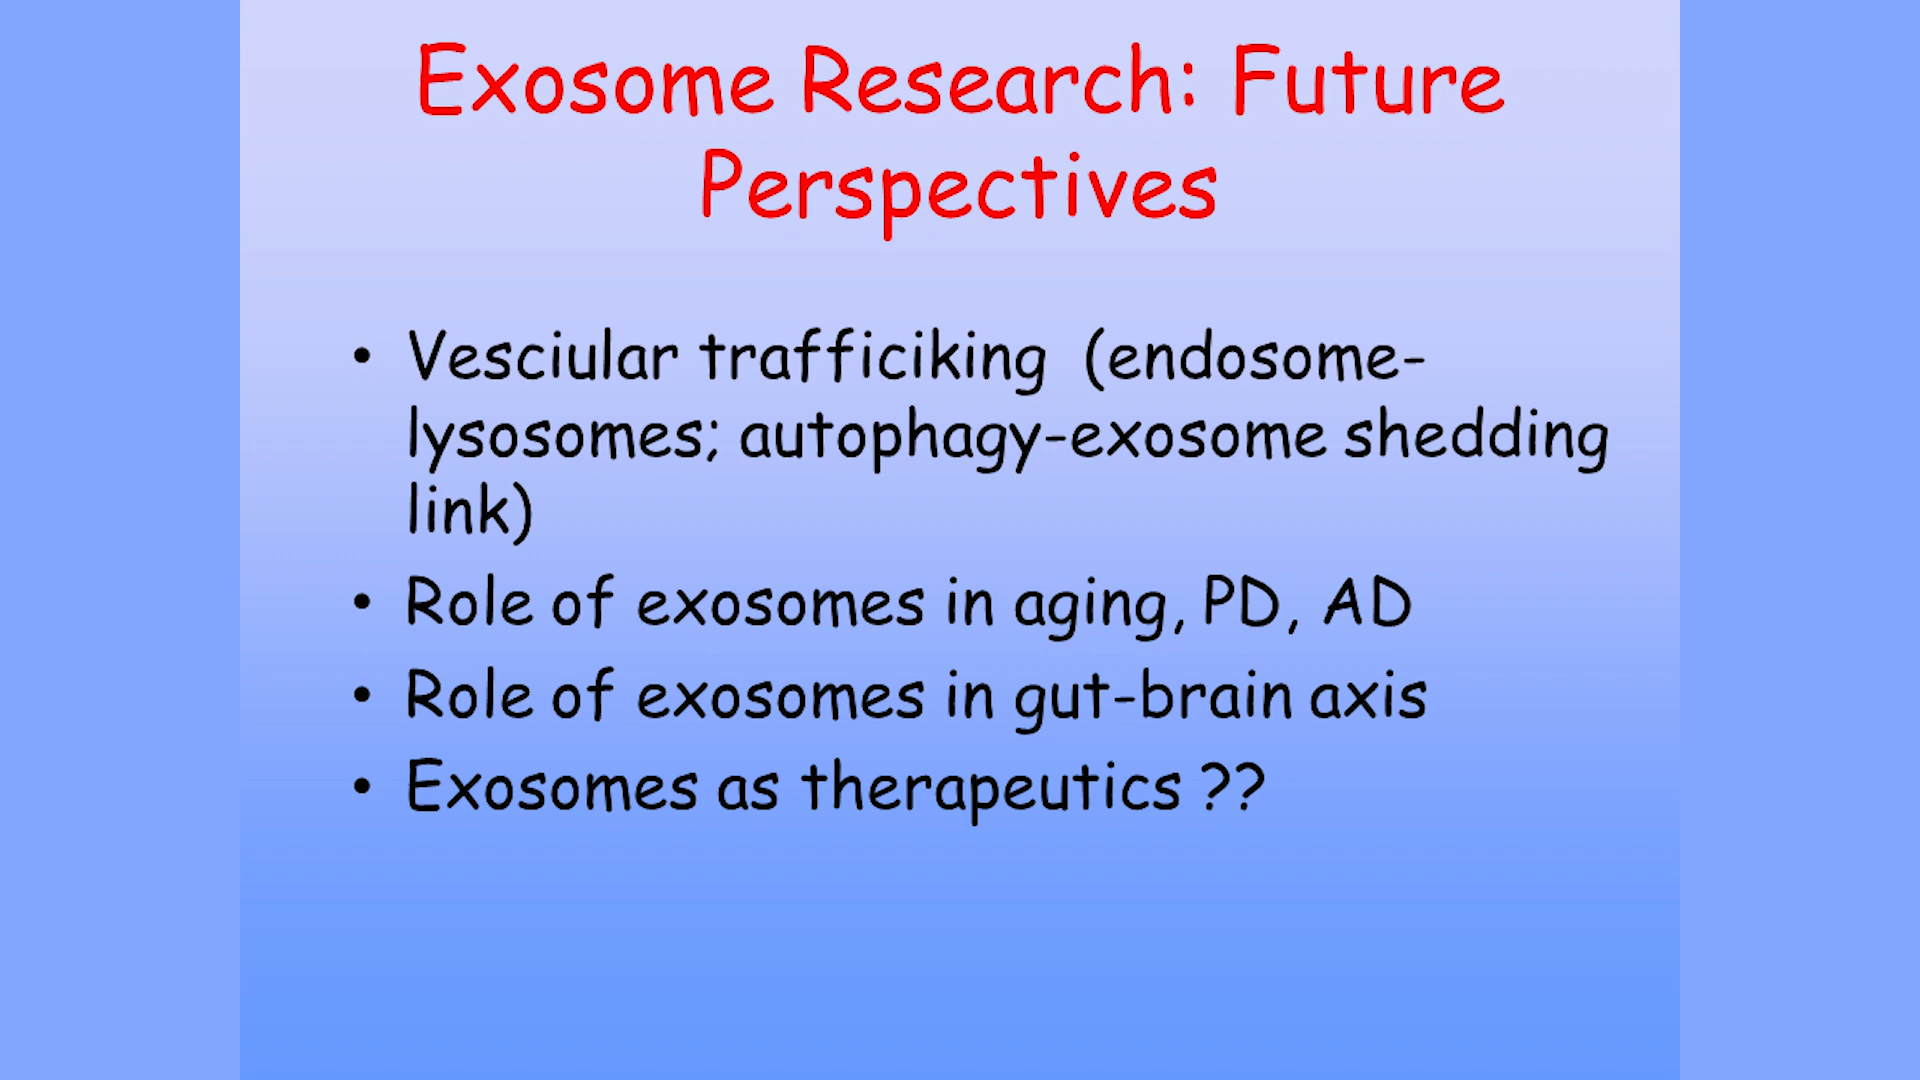 Exosome Research: Future
Perspectives
• Vesciular trafficiking (endosome-
lysosomes; autophagy-exosome shedding
link)
• Role of exosomes in aging, PD, AD
• Role of exosomes in gut-brain axis
• Exosomes as therapeutics ??